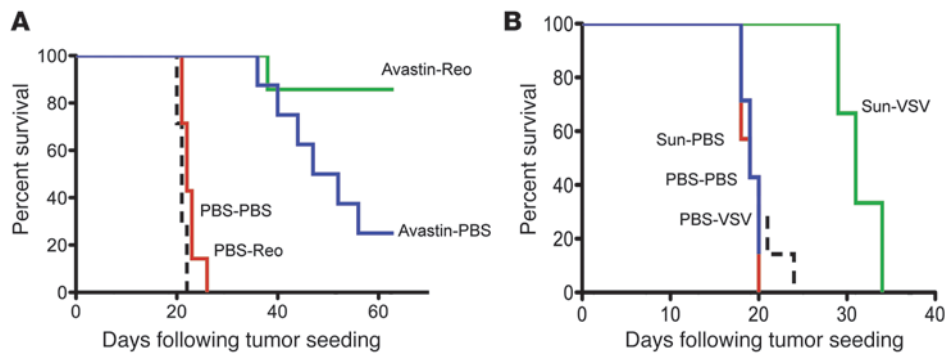 A
Percent survival
100
80
60
40
20
0
Avastin-Reo
PBS-PBS
PBS-Reo
Avastin-PBS
0 20 40 60
Days following tumor seeding
B
Percent survival
100
80
60
40
20
0
Sun-VSV
Sun-PBS
PBS-PBS
PBS-VSV
0 10 20 30 40
Days following tumor seeding